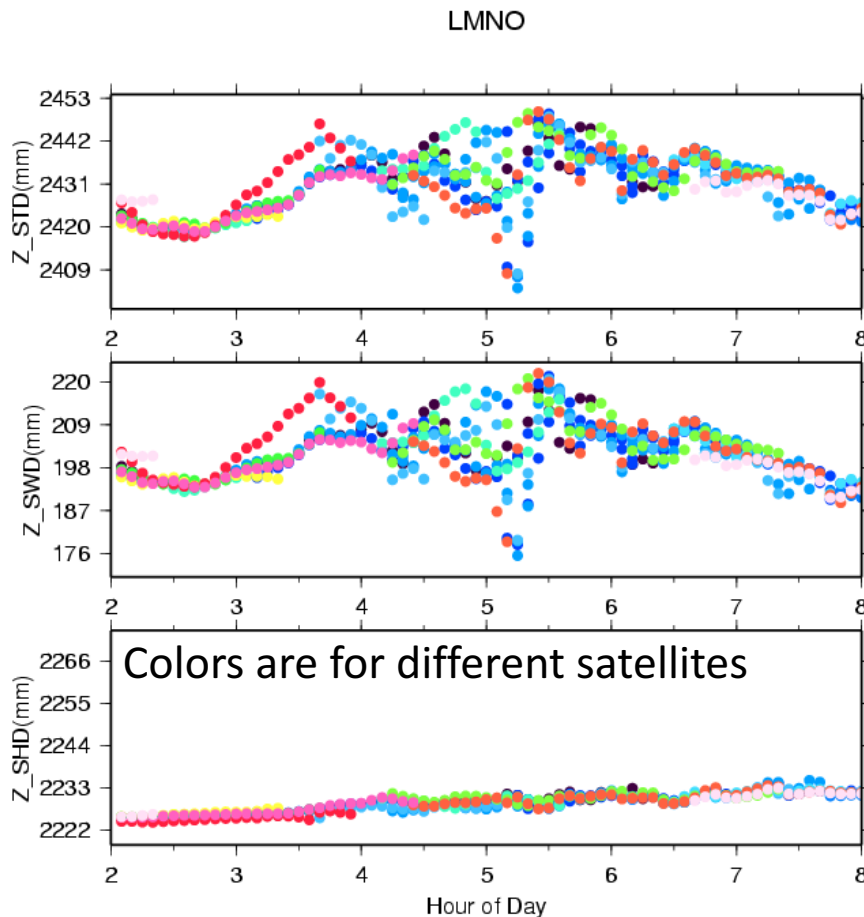 LMNO
2453
2442
2431
2420
2409
Z_STD(mm)
2 3 4 5 6 7 8
220
209
198
187
176
Z_SWD(mm)
2 3 4 5 6 7 8
Colors are for different satellites
2266
2255
2244
2233
2222
Z_SHD(mm)
2 3 4 5 6 7 8
Hour of Day